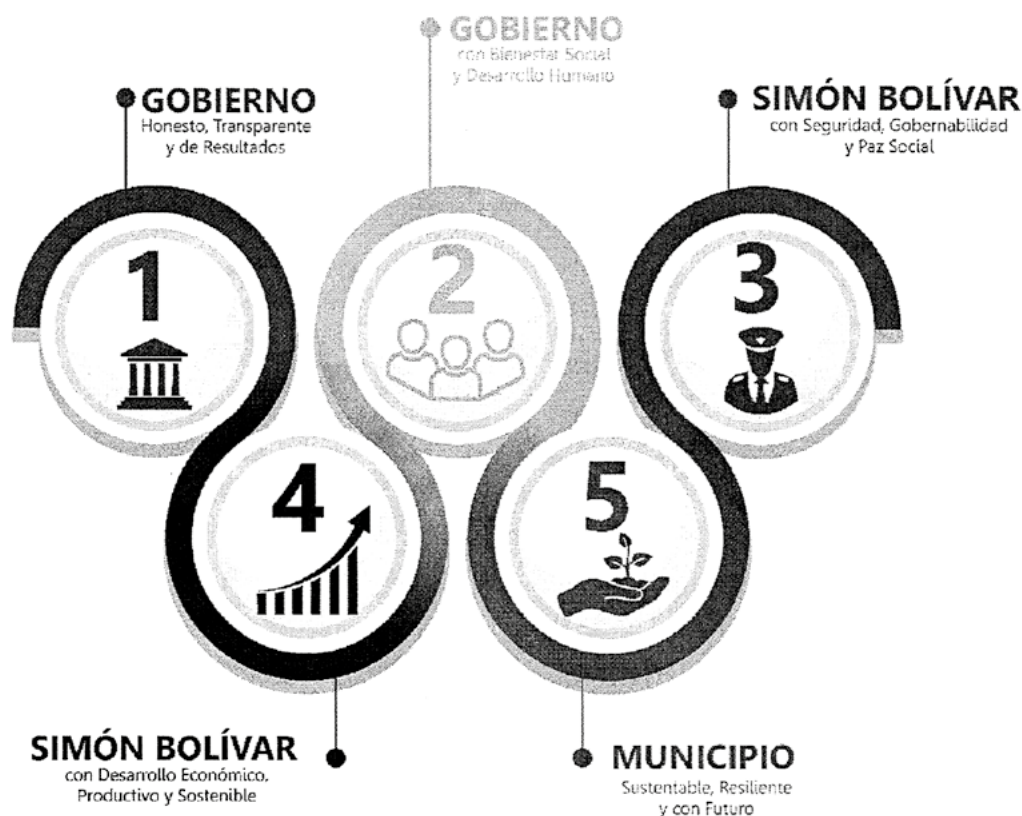 GOBIERNO
con Bienestar Social
y Desarrollo Humano
GOBIERNO
Honesto, Transparente
y de Resultados
SIMÓN BOLÍVAR
con Seguridad, Gobernabilidad
y Paz Social
1
2
3
4
5
SIMÓN BOLÍVAR
con Desarrollo Económico,
Productivo y Sostenible
MUNICIPIO
Sustentable, Resiliente
y con Futuro